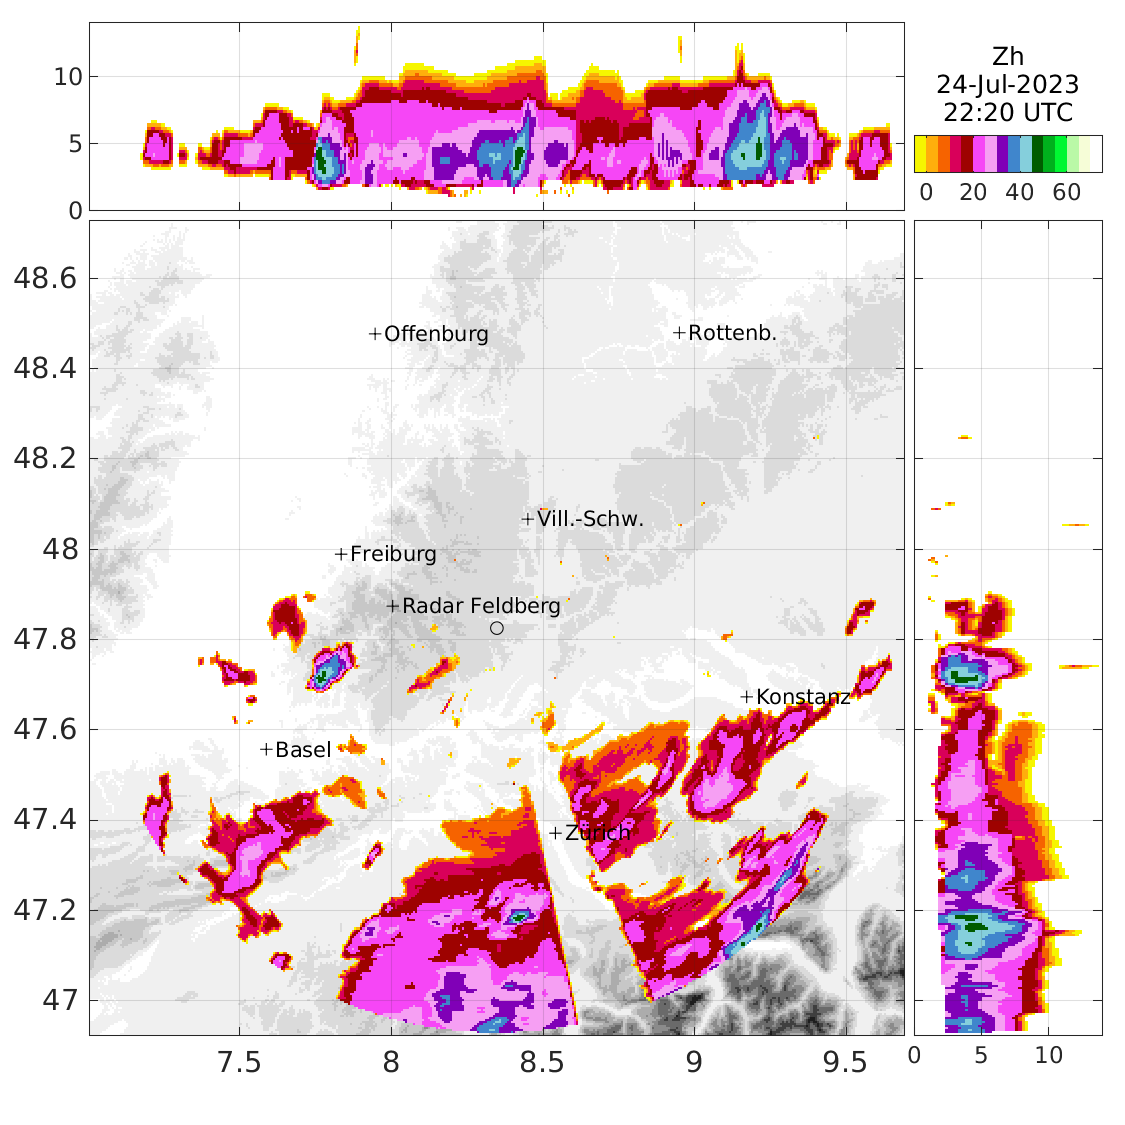 10
5
0
Zh
24-Jul-2023
22:20 UTC
0 20 40 60
48.6
48.4
48.2
48
47.8
47.6
47.4
47.2
47
Offenburg
Rottenb.
Vill.-Schw.
Freiburg
Radar Feldberg
Konstanz
Basel
Zurich
7.5 8 8.5 9 9.5
0 5 10